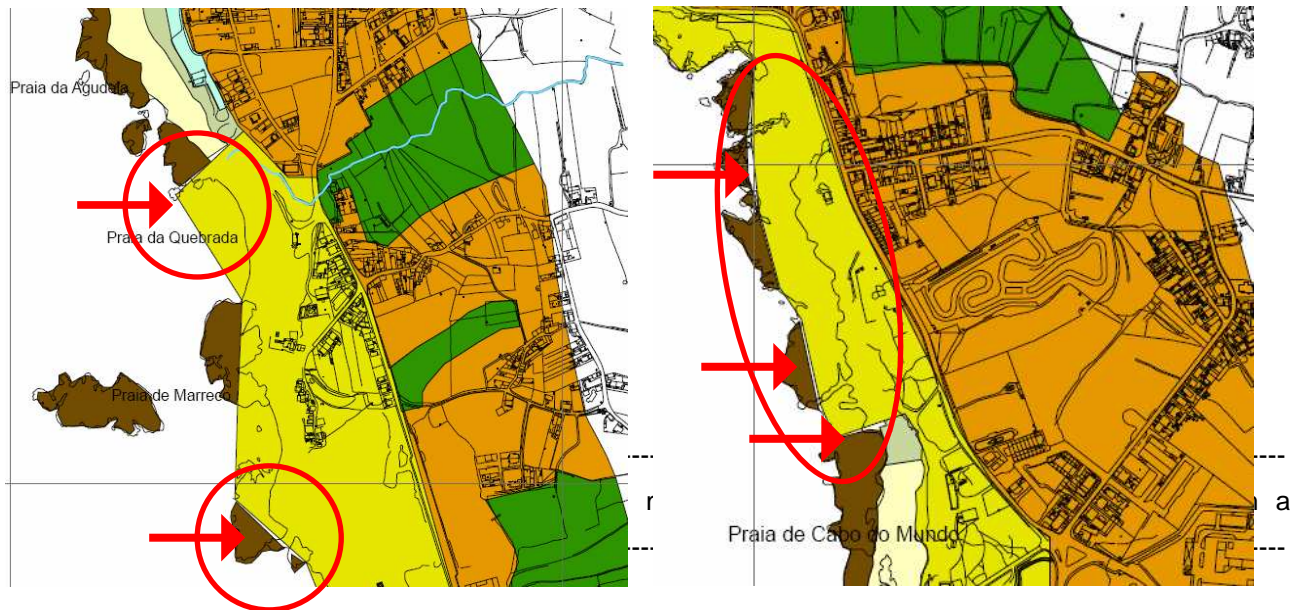 Praia da Agudela
Praia da Quebrada
Praia de Marreco
Praia de Cabo do Mundo
a